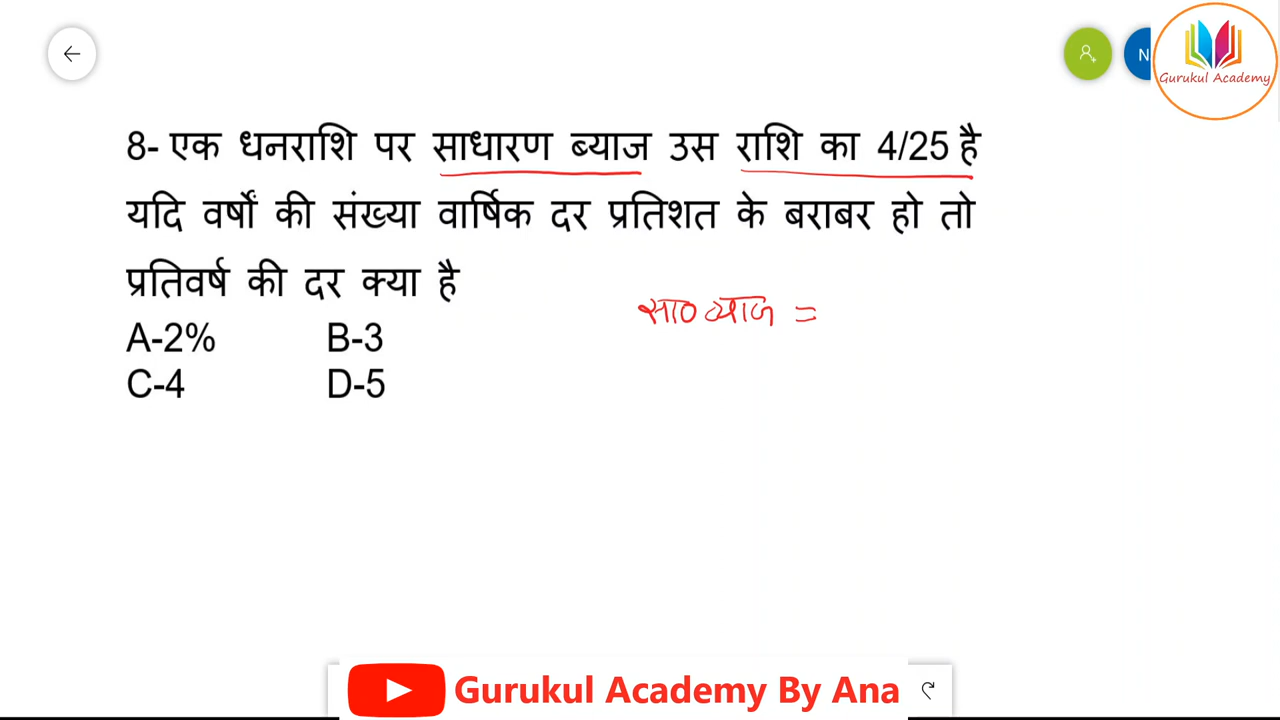 N
Gurukul Academy
8- एक धनराशि पर साधारण ब्याज उस राशि का 4/25 है
यदि वर्षों की संख्या वार्षिक दर प्रतिशत के बराबर हो तो
प्रतिवर्ष की दर क्या है
सा० ब्याज =
A-2% B-3
C-4 D-5
Gurukul Academy By Ana